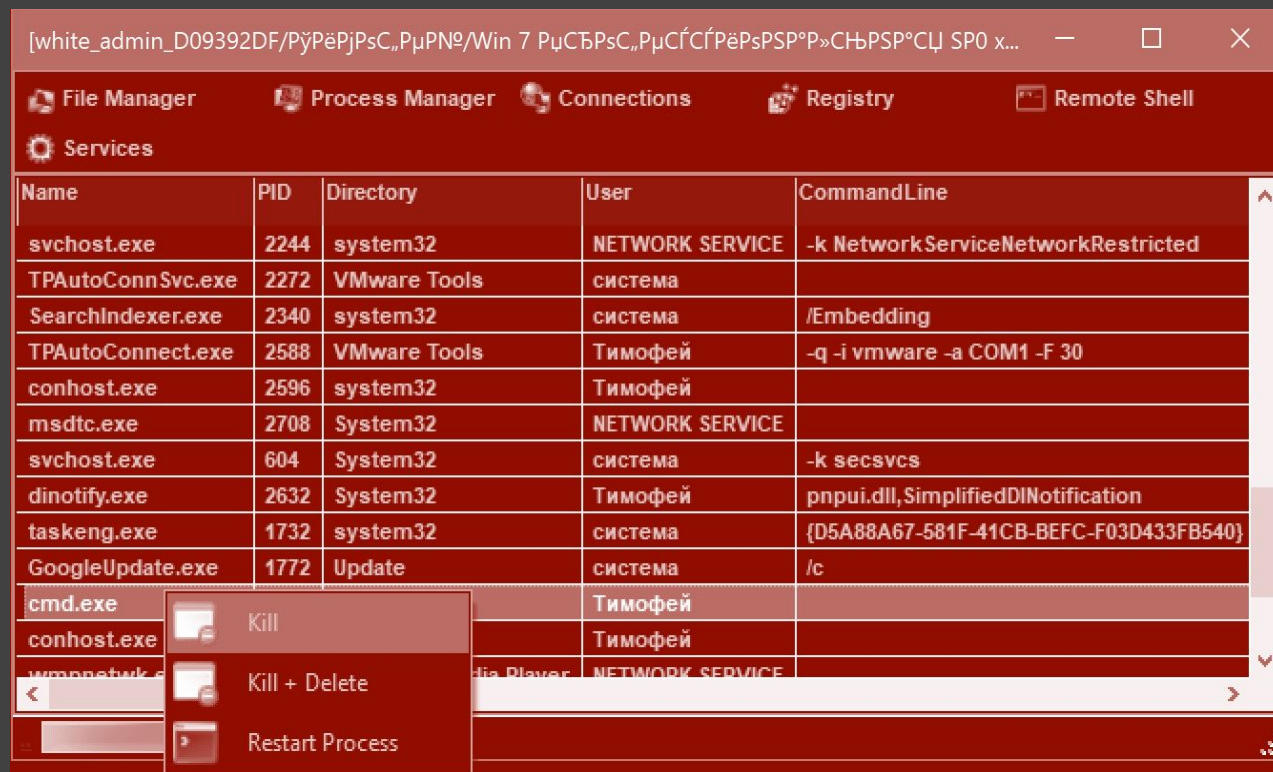 [white_admin_D09392DF/РўРёРјРѕС„РµР№/Win 7 РџСЂРѕС„РµСЃСЃРёРѕРЅР°Р»СЊРЅР°СЏ SP0 x...
File Manager Process Manager Connections Registry Remote Shell
Services
Name PID Directory User CommandLine
svchost.exe 2244 system32 NETWORK SERVICE -k NetworkServiceNetworkRestricted
TPAutoConnSvc.exe 2272 VMware Tools система
SearchIndexer.exe 2340 system32 система /Embedding
TPAutoConnect.exe 2588 VMware Tools Тимофей -q -i vmware -a COM1 -F 30
conhost.exe 2596 system32 Тимофей
msdtc.exe 2708 System32 NETWORK SERVICE
svchost.exe 604 System32 система -k secsvcs
dinotify.exe 2632 System32 Тимофей pnpui.dll,SimplifiedDINotification
taskeng.exe 1732 system32 система {D5A88A67-581F-41CB-BEFC-F03D433FB540}
GoogleUpdate.exe 1772 Update система /c
cmd.exe Тимофей
Kill
conhost.exe Тимофей
NETWORK SERVICE
Kill + Delete
Restart Process